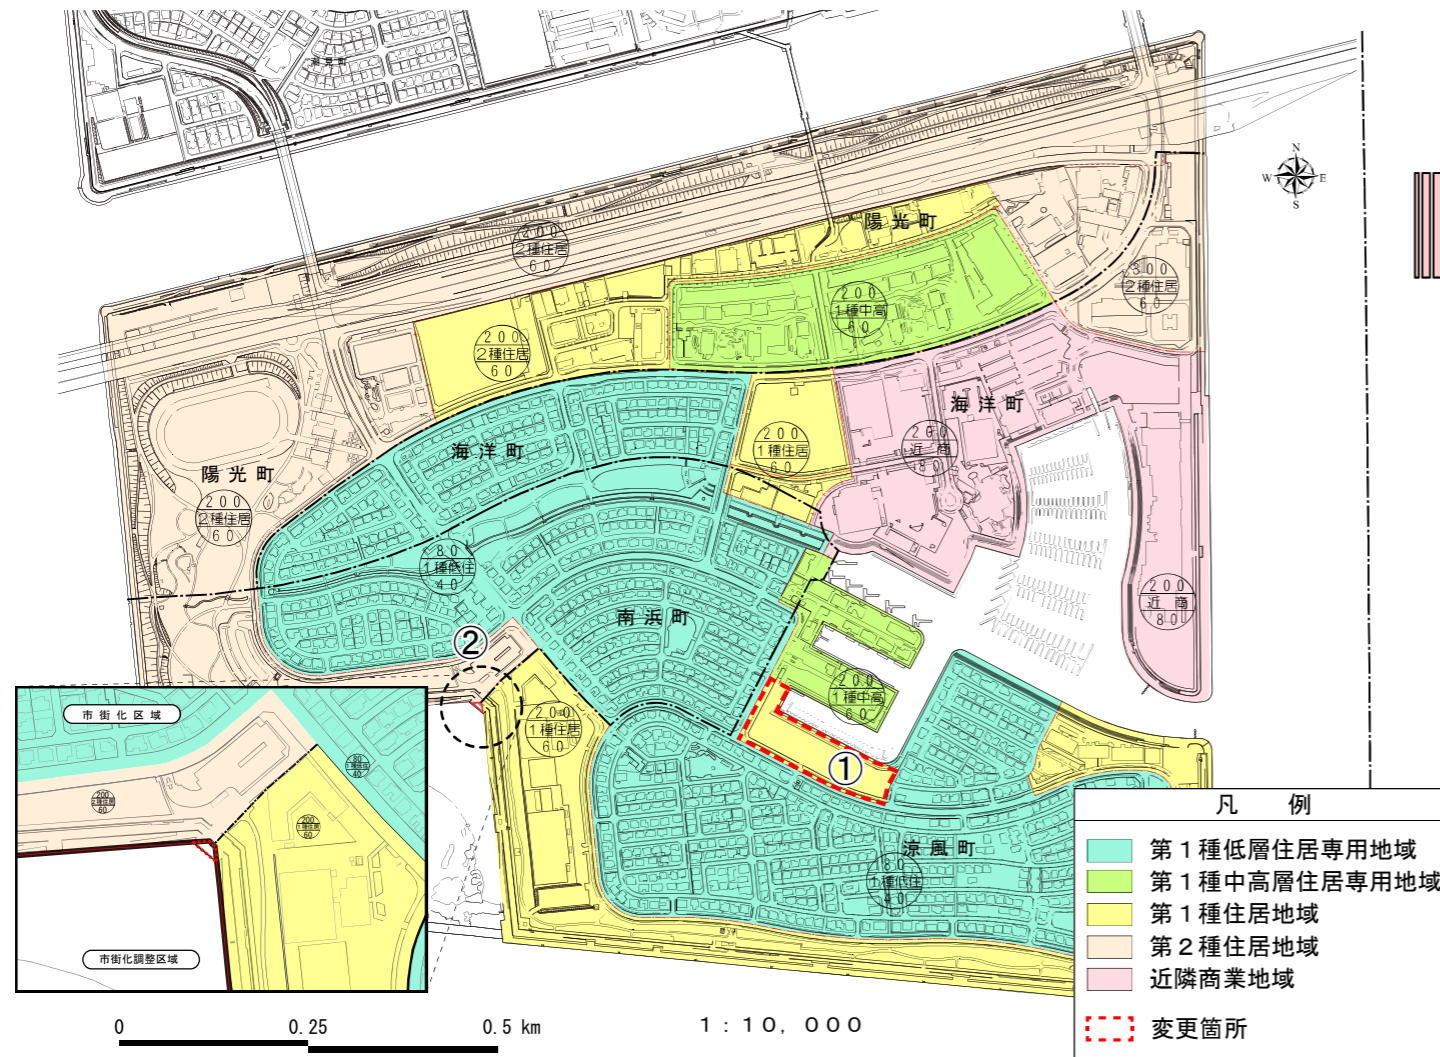 潮見町
N
W E
S
陽光町
200
2種住居
60
300
2種住居
60
200
1種中高
60
200
2種住居
60
海洋町
海洋町
200
1種住居
60
200
近商
80
陽光町
200
2種住居
60
80
1種低住
40
200
近商
80
南浜町
②
200
1種中高
60
200
1種住居
60
①
涼風町
80
1種低住
40
市街化区域
80
1種低住
40
200
2種住居
60
200
1種住居
60
市街化調整区域
凡 例
第1種低層住居専用地域
第1種中高層住居専用地域
第1種住居地域
第2種住居地域
近隣商業地域
変更箇所
0 0.25 0.5 km
1:10,000